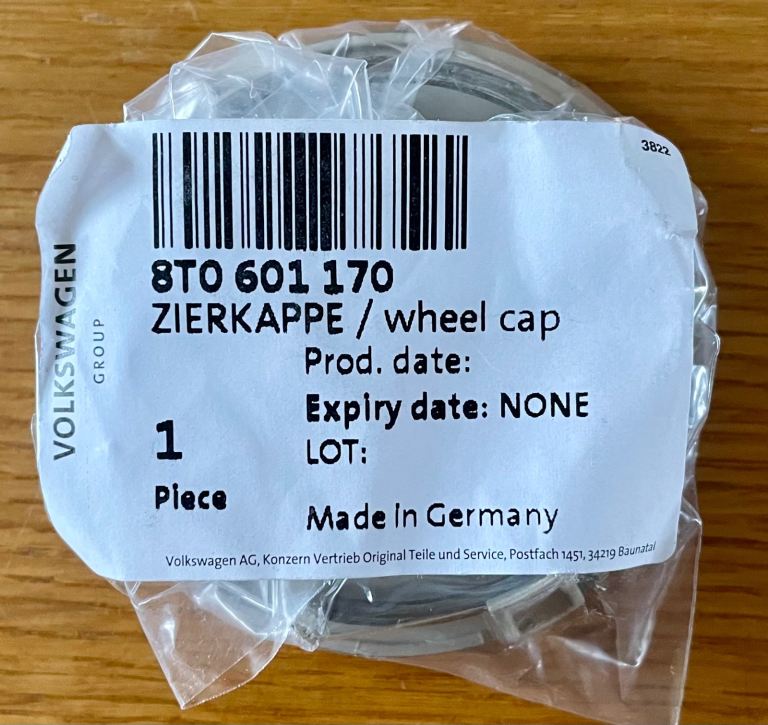 3822
8T0 601 170
ZIERKAPPE / wheel cap
Prod. date:
Expiry date: NONE
1
LOT:
Piece
Made in Germany
Volkswagen AG, Konzern Vertrieb Original Teile und Service, Postfach 1451, 34219 Baunatal
VOLKSWAGEN
GROUP